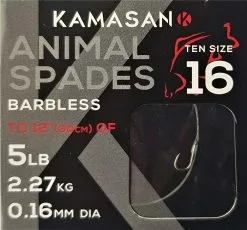 KAMASAN K
ANIMAL
SPADES
BARBLESS
TEN SIZE
16
5LB
2.27KG
0.16MM DIA